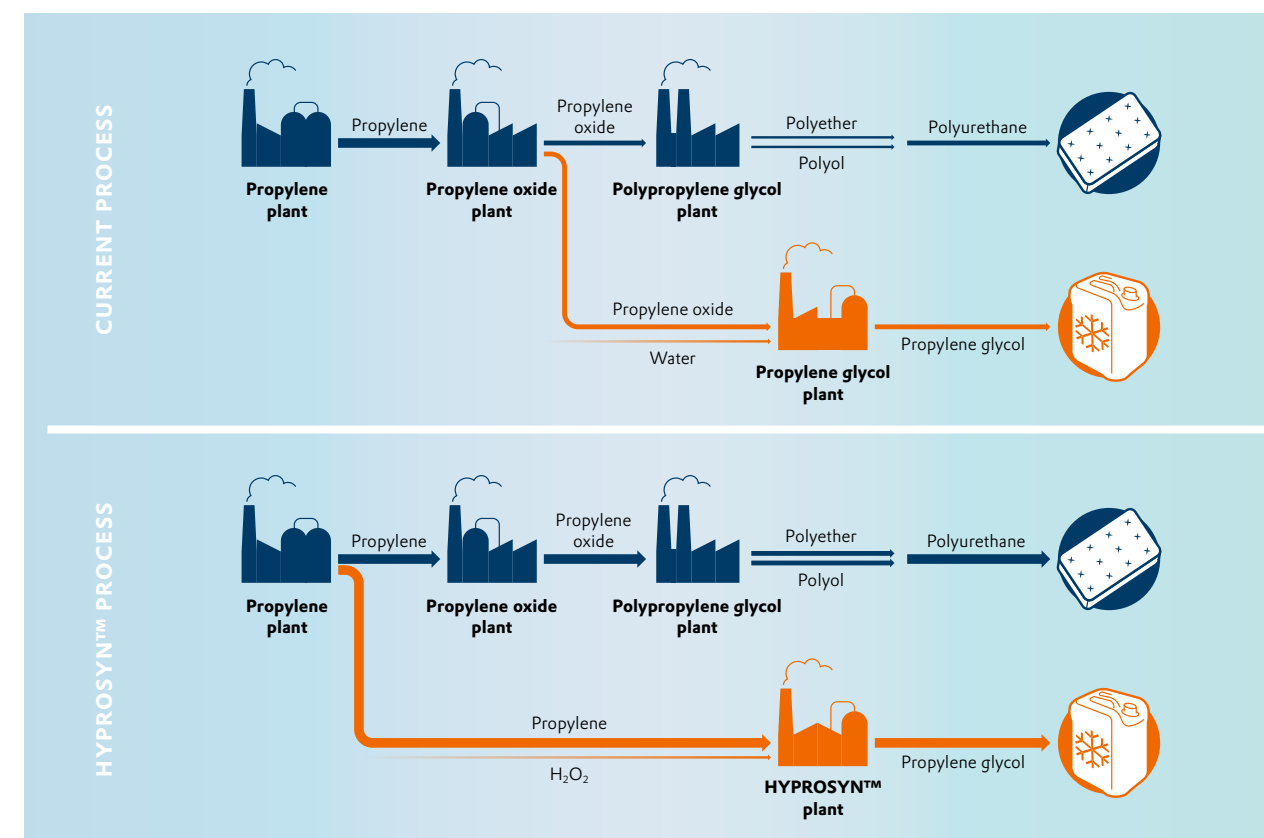 CURRENT PROCESS
Propylene
Propylene
oxide
Polyether
Polyol
Polyurethane
Propylene
plant
Propylene oxide
plant
Polypropylene glycol
plant
Propylene oxide
Water
Propylene glycol
Propylene glycol
plant
HYPROSYN™ PROCESS
Propylene
Propylene
oxide
Polyether
Polyol
Polyurethane
Propylene
plant
Propylene oxide
plant
Polypropylene glycol
plant
Propylene
H₂O₂
Propylene glycol
HYPROSYN™
plant